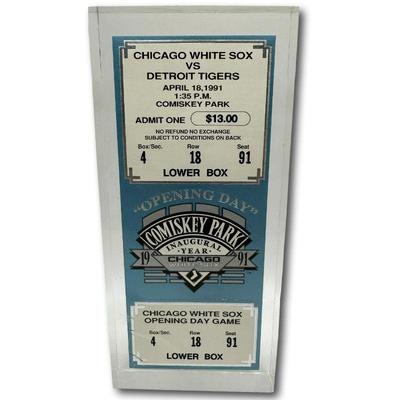 CHICAGO WHITE SOX
VS
DETROIT TIGERS
APRIL 18,1991
1:35 P.M.
COMISKEY PARK
ADMIT ONE $13.00
NO REFUND NO EXCHANGE
SUBJECT TO CONDITIONS ON BACK
Box/Sec. Row Seat
4 18 91
LOWER BOX
"OPENING DAY"
COMISKEY PARK
INAUGURAL
19 YEAR 91
CHICAGO
WHITE SOX
CHICAGO WHITE SOX
OPENING DAY GAME
Box/Sec. Row Seat
4 18 91
LOWER BOX